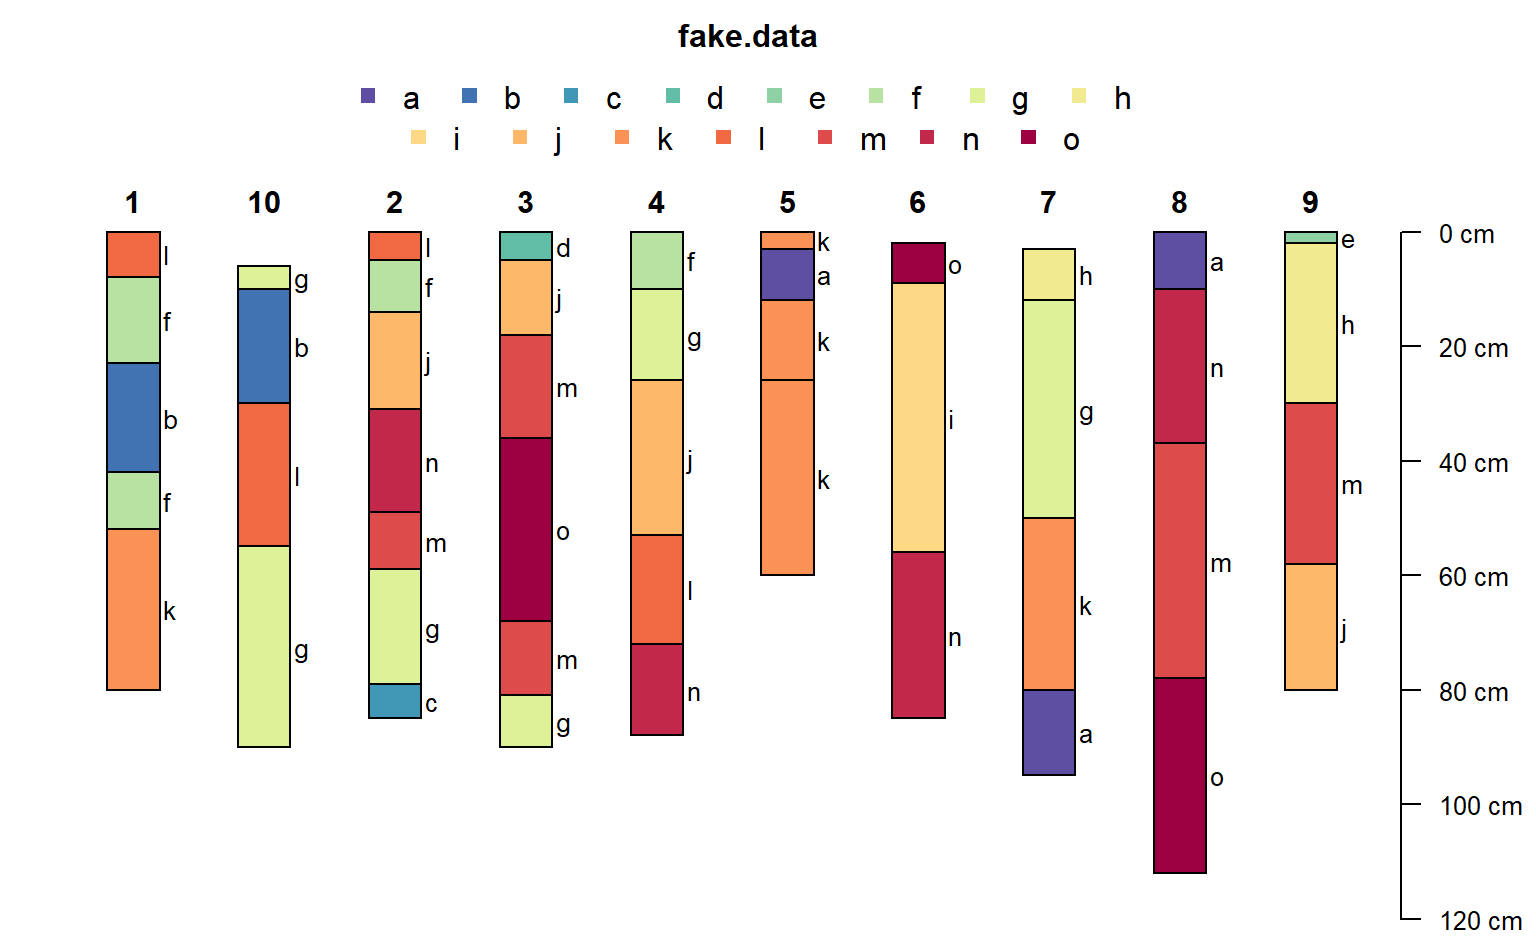 fake.data
a b c d e f g h
i j k l m n o
1 10 2 3 4 5 6 7 8 9
l
f
b
f
k
g
b
l
g
l
f
j
n
m
g
c
d
j
m
o
m
g
f
g
j
l
n
k
a
k
k
o
i
n
h
g
k
a
a
n
m
o
e
h
m
j
0 cm
20 cm
40 cm
60 cm
80 cm
100 cm
120 cm